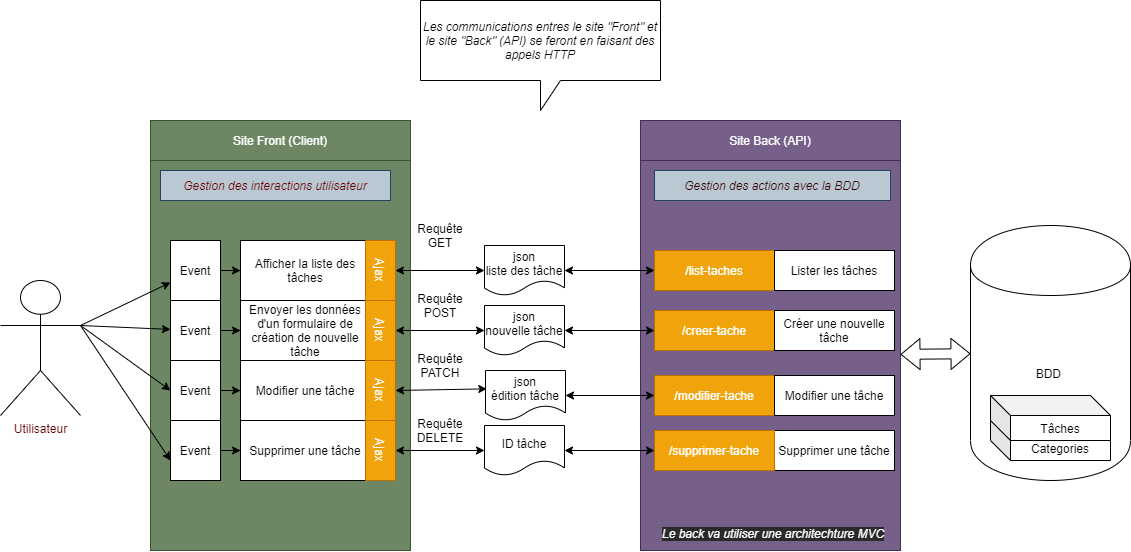 Les communications entres le site "Front" et
le site "Back" (API) se feront en faisant des
appels HTTP
Site Front (Client)
Gestion des interactions utilisateur
Site Back (API)
Gestion des actions avec la BDD
Utilisateur
Event
Afficher la liste des
tâches
Ajax
Requête
GET
json
liste des tâche
/list-taches
Lister les tâches
Event
Envoyer les données
d'un formulaire de
création de nouvelle
tâche
Ajax
Requête
POST
json
nouvelle tâche
/creer-tache
Créer une nouvelle
tâche
Event
Modifier une tâche
Ajax
Requête
PATCH
json
édition tâche
/modifier-tache
Modifier une tâche
Event
Supprimer une tâche
Ajax
Requête
DELETE
ID tâche
/supprimer-tache
Supprimer une tâche
Le back va utiliser une architechture MVC
BDD
Tâches
Categories